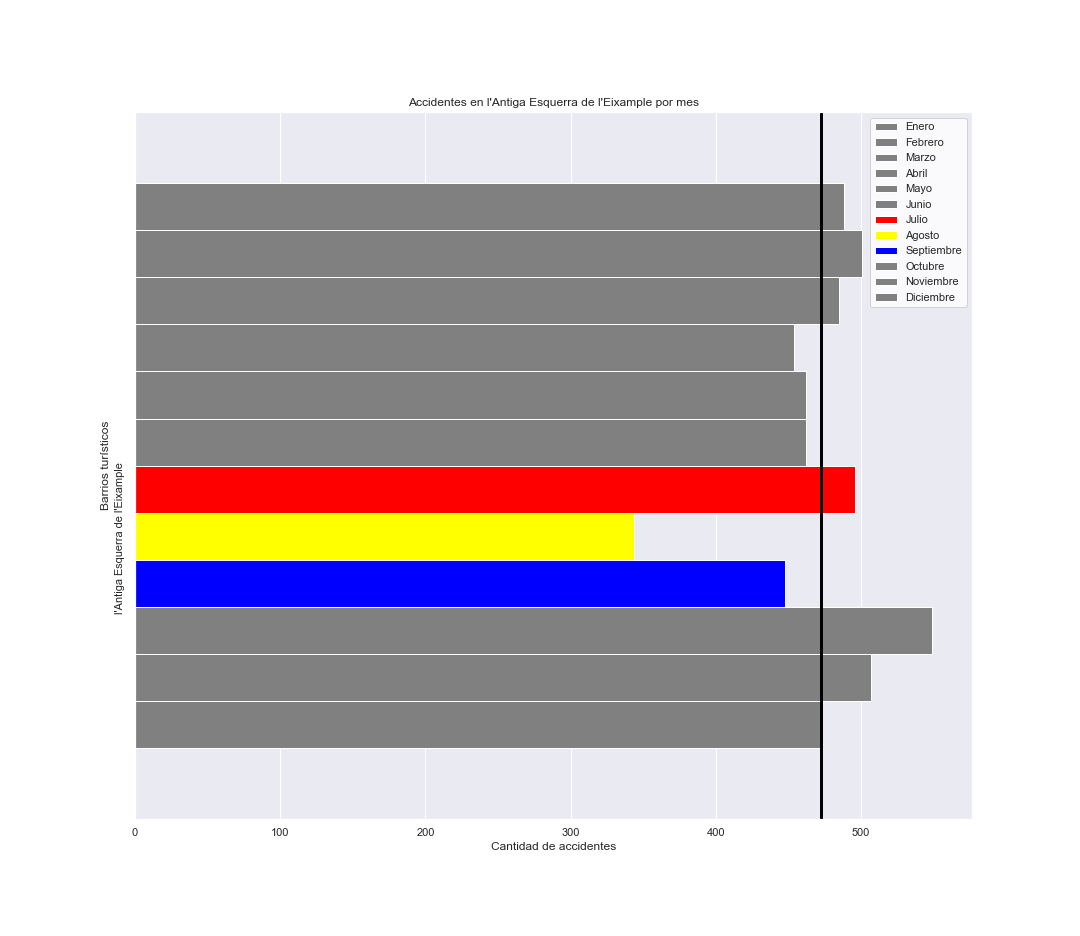 Accidentes en l'Antiga Esquerra de l'Eixample por mes
Enero
Febrero
Marzo
Abril
Mayo
Junio
Julio
Agosto
Septiembre
Octubre
Noviembre
Diciembre
Barrios turísticos
l'Antiga Esquerra de l'Eixample
0 100 200 300 400 500
Cantidad de accidentes